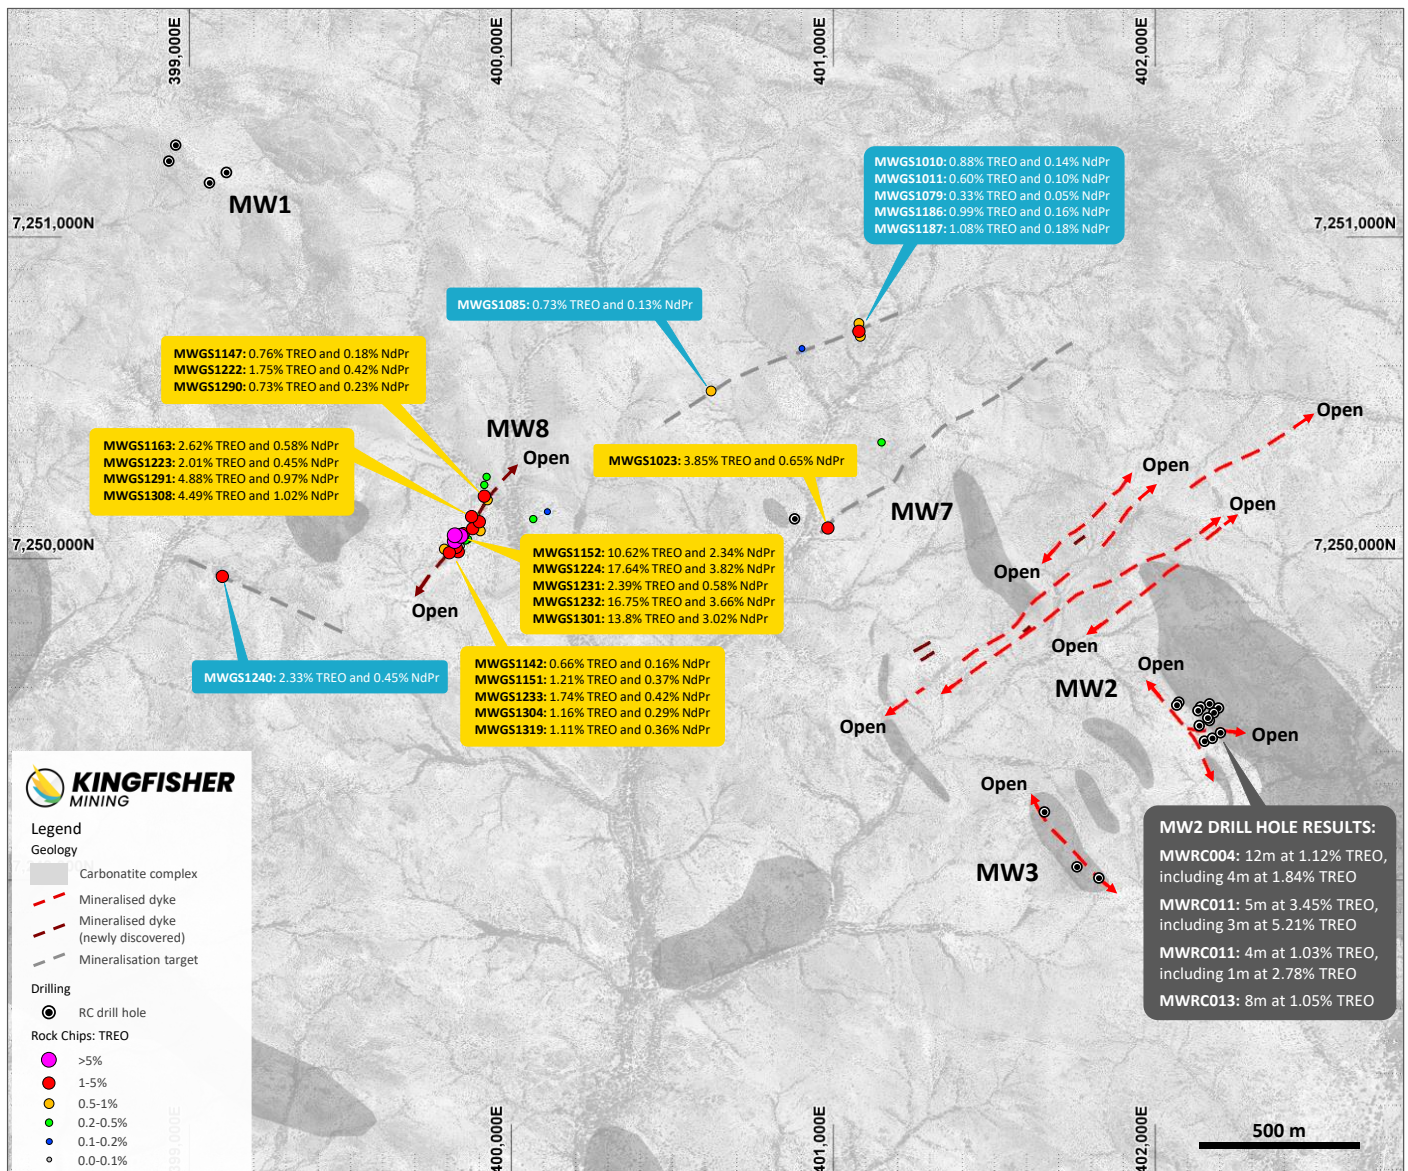 399,000E
400,000E
401,000E
402,000E
MW1
7,251,000N
7,251,000N
MWGS1010: 0.88% TREO and 0.14% NdPr
MWGS1011: 0.60% TREO and 0.10% NdPr
MWGS1079: 0.33% TREO and 0.05% NdPr
MWGS1186: 0.99% TREO and 0.16% NdPr
MWGS1187: 1.08% TREO and 0.18% NdPr
MWGS1085: 0.73% TREO and 0.13% NdPr
MWGS1147: 0.76% TREO and 0.18% NdPr
MWGS1222: 1.75% TREO and 0.42% NdPr
MWGS1290: 0.73% TREO and 0.23% NdPr
MW8
Open
Open
MWGS1163: 2.62% TREO and 0.58% NdPr
MWGS1223: 2.01% TREO and 0.45% NdPr
MWGS1291: 4.88% TREO and 0.97% NdPr
MWGS1308: 4.49% TREO and 1.02% NdPr
MWGS1023: 3.85% TREO and 0.65% NdPr
Open
Open
MW7
7,250,000N
7,250,000N
MWGS1152: 10.62% TREO and 2.34% NdPr
MWGS1224: 17.64% TREO and 3.82% NdPr
MWGS1231: 2.39% TREO and 0.58% NdPr
MWGS1232: 16.75% TREO and 3.66% NdPr
MWGS1301: 13.8% TREO and 3.02% NdPr
Open
Open
Open
MWGS1142: 0.66% TREO and 0.16% NdPr
MWGS1151: 1.21% TREO and 0.37% NdPr
MWGS1233: 1.74% TREO and 0.42% NdPr
MWGS1304: 1.16% TREO and 0.29% NdPr
MWGS1319: 1.11% TREO and 0.36% NdPr
MWGS1240: 2.33% TREO and 0.45% NdPr
Open
MW2
Open
Open
Open
MW3
MW2 DRILL HOLE RESULTS:
MWRC004: 12m at 1.12% TREO,
including 4m at 1.84% TREO
MWRC011: 5m at 3.45% TREO,
including 3m at 5.21% TREO
MWRC011: 4m at 1.03% TREO,
including 1m at 2.78% TREO
MWRC013: 8m at 1.05% TREO
KINGFISHER
MINING
Legend
Geology
Carbonatite complex
Mineralised dyke
Mineralised dyke
(newly discovered)
Mineralisation target
Drilling
RC drill hole
Rock Chips: TREO
>5%
1-5%
0.5-1%
0.2-0.5%
0.1-0.2%
0.0-0.1%
399,000E
400,000E
401,000E
402,000E
500 m